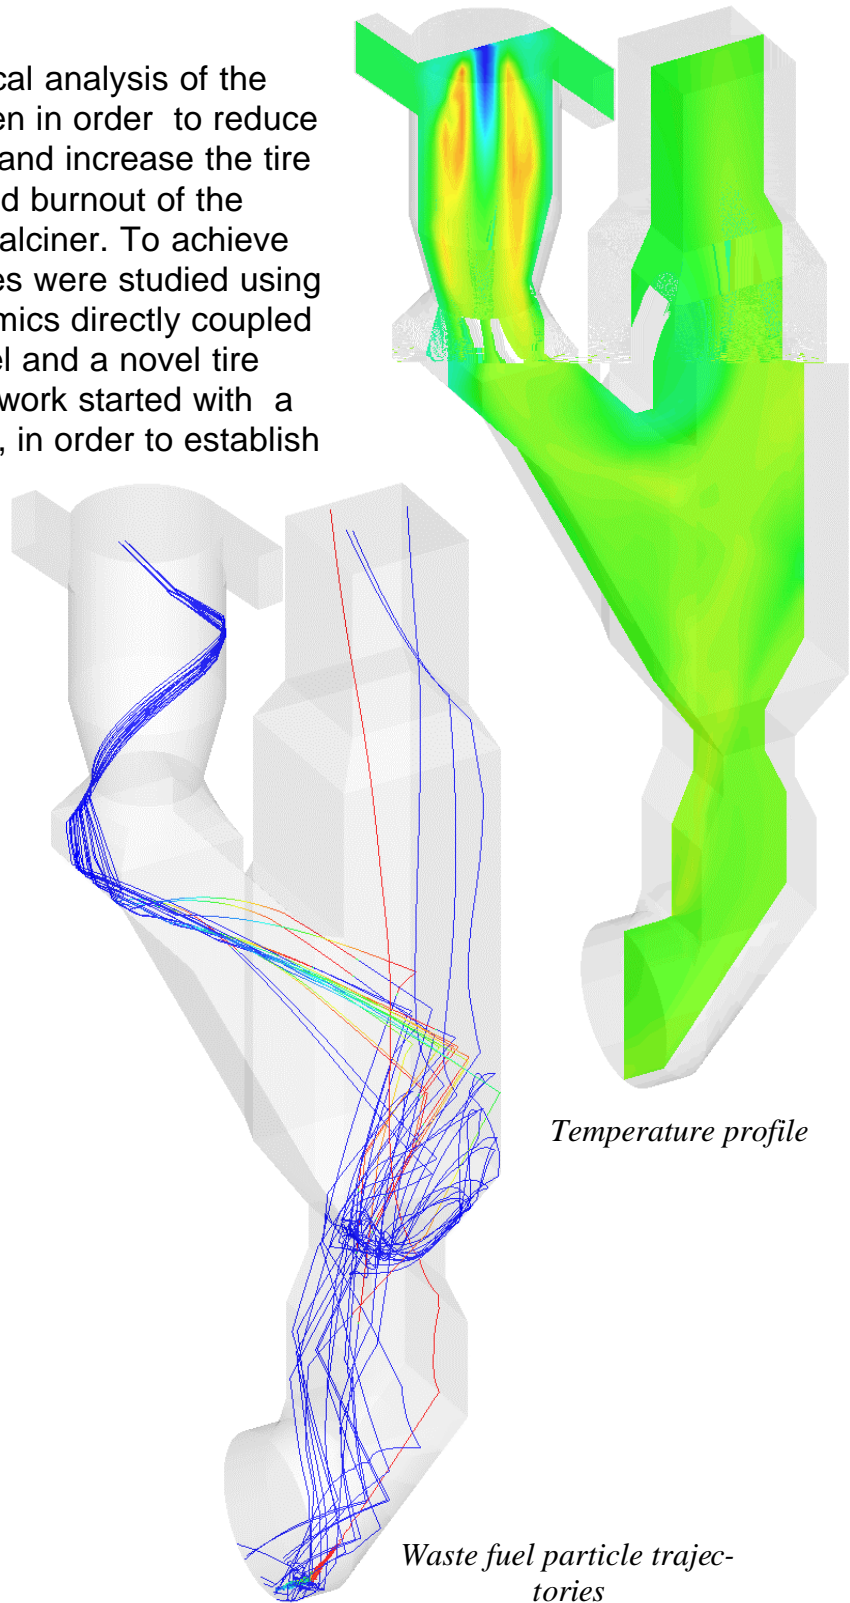 cal analysis of the
en in order to reduce
and increase the tire
d burnout of the
alciner. To achieve
es were studied using
mics directly coupled
el and a novel tire
work started with a
, in order to establish
Temperature profile
Waste fuel particle trajec-
tories